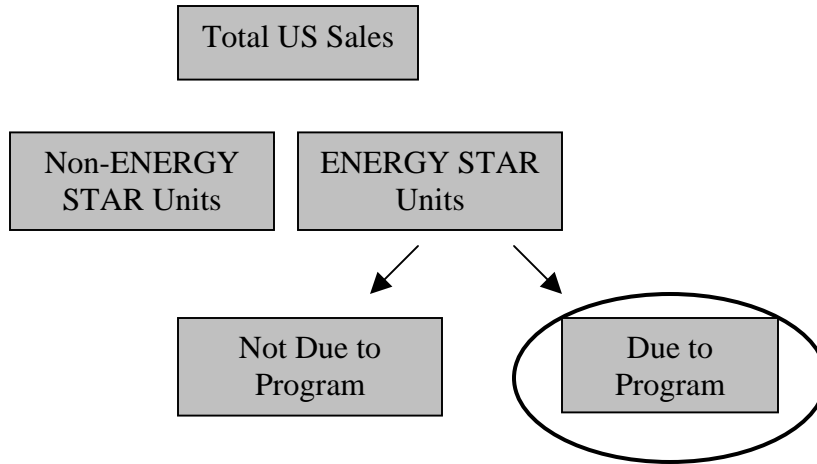 Total US Sales
Non-ENERGY
STAR Units
ENERGY STAR
Units
Not Due to
Program
Due to
Program